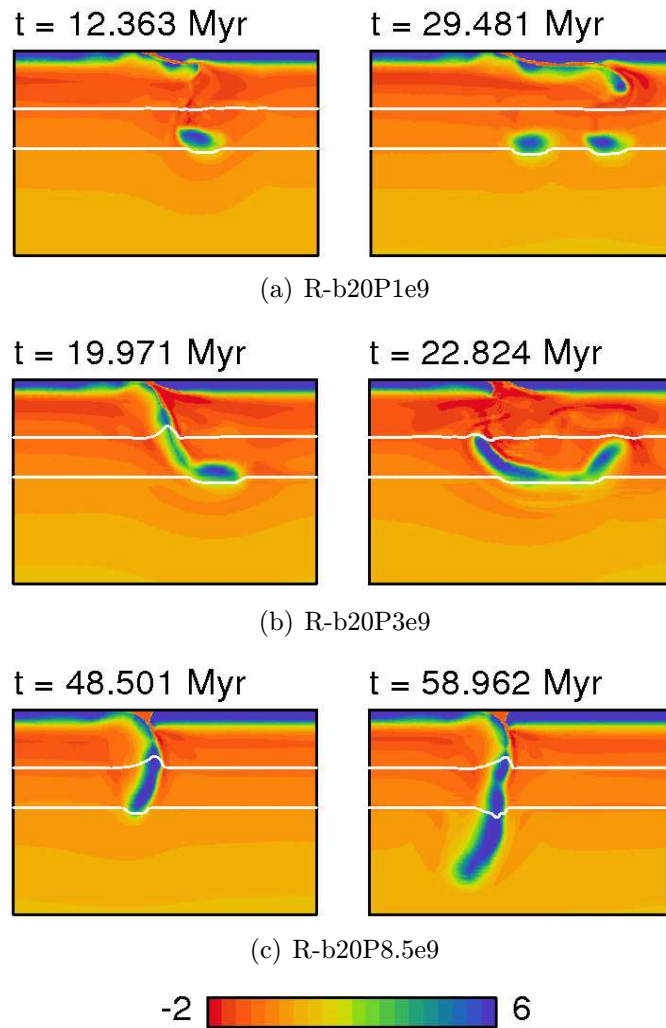 t = 12.363 Myr
t = 29.481 Myr
(a) R-b20P1e9
t = 19.971 Myr
t = 22.824 Myr
(b) R-b20P3e9
t = 48.501 Myr
t = 58.962 Myr
(c) R-b20P8.5e9
-2
6